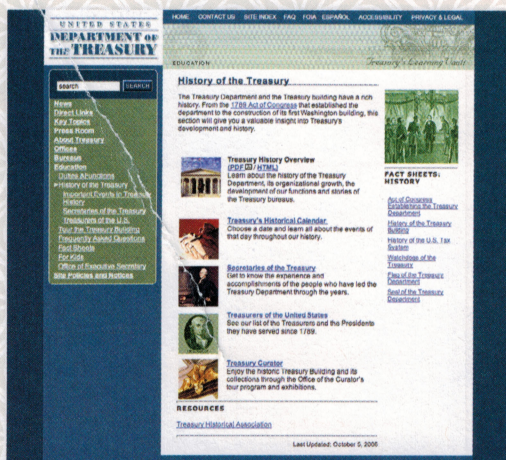 UNITED STATES
DEPARTMENT OF
THE TREASURY
HOME CONTACT US SITE INDEX FAQ FOIA ESPAÑOL ACCESSIBILITY PRIVACY & LEGAL
EDUCATION
Treasury's Learning Vault
search SEARCH
News
Direct Links
Key Topics
Press Room
About Treasury
Offices
Bureaus
Education
Duties & Functions
History of the Treasury
Important Events in Treasury
History
Secretaries of the Treasury
Treasurers of the U.S.
Tour the Treasury Building
Frequently Asked Questions
Fact Sheets
For Kids
Office of Executive Secretary
Site Policies and Notices
History of the Treasury
The Treasury Department and the Treasury building have a rich
history. From the 1789 Act of Congress that established the
department to the construction of its first Washington building, this
section will give you a valuable insight into Treasury's
development and history.
Treasury History Overview
(PDF / HTML)
Learn about the history of the Treasury
Department, its organizational growth, the
development of our functions and stories of
the Treasury bureaus.
Treasury's Historical Calendar
Choose a date and learn all about the events of
that day throughout our history.
Secretaries of the Treasury
Get to know the experience and
accomplishments of the people who have led the
Treasury Department through the years.
Treasurers of the United States
See our list of the Treasurers and the Presidents
they have served since 1789.
Treasury Curator
Enjoy the historic Treasury Building and its
collections through the Office of the Curator's
tour program and exhibitions.
RESOURCES
Treasury Historical Association
Last Updated: October 5, 2006
FACT SHEETS:
HISTORY
Act of Congress
Establishing the Treasury
Department
History of the Treasury
Building
History of the U.S. Tax
System
Watchdogs of the
Treasury
Flag of the Treasury
Department
Seal of the Treasury
Department